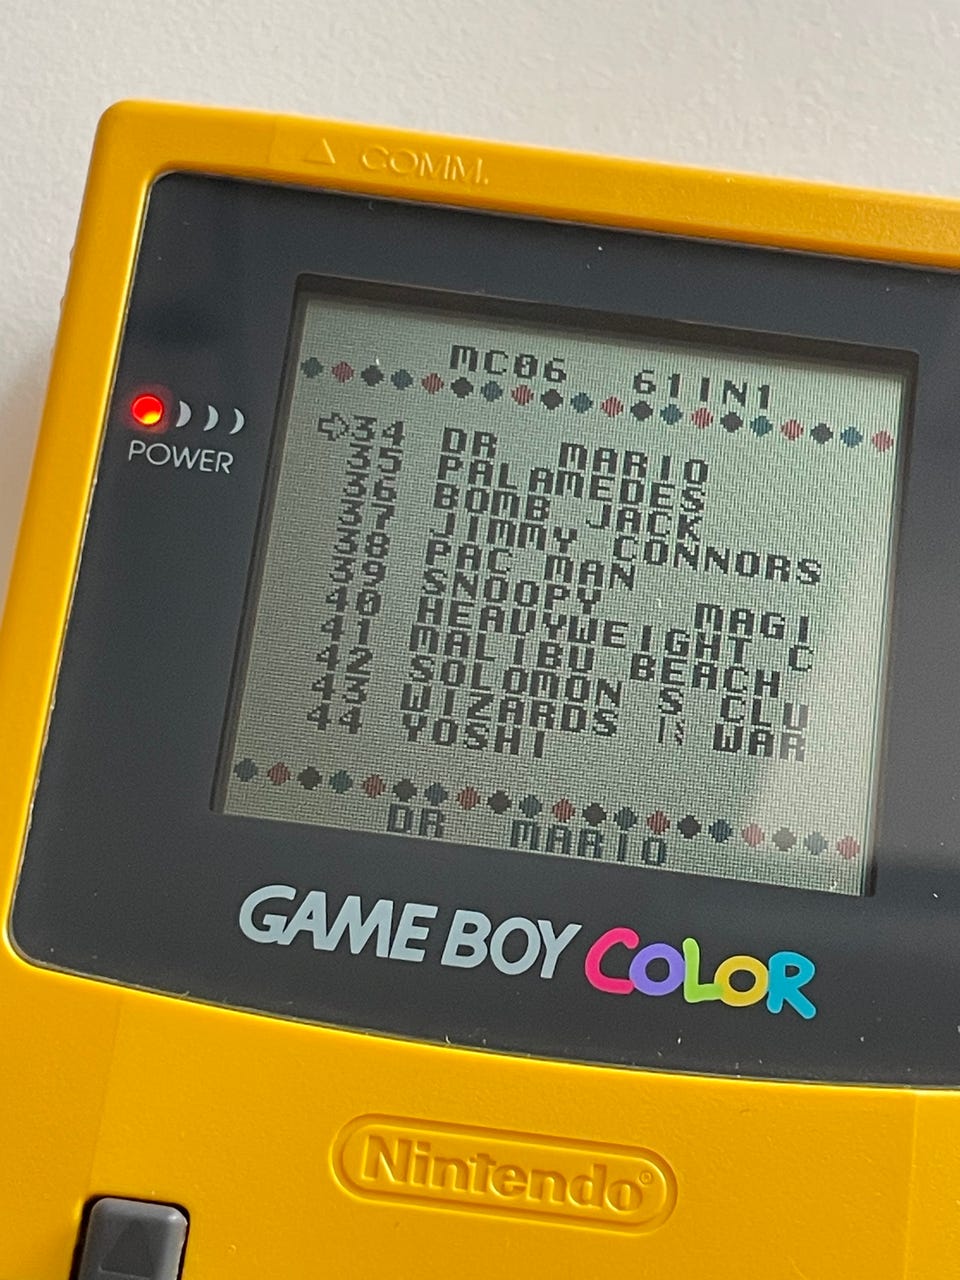 COMM.
MC06 61IN1
34 DR MARIO
35 PALAMEDES
36 BOMB JACK
37 JIMMY CONNORS
38 PAC MAN
39 SNOOPY MAGI
40 HEAVYWEIGHT C
41 MALIBU BEACH
42 SOLOMON S CLU
43 WIZARDS N WAR
44 YOSHI
DR MARIO
POWER
GAME BOY COLOR
Nintendo®